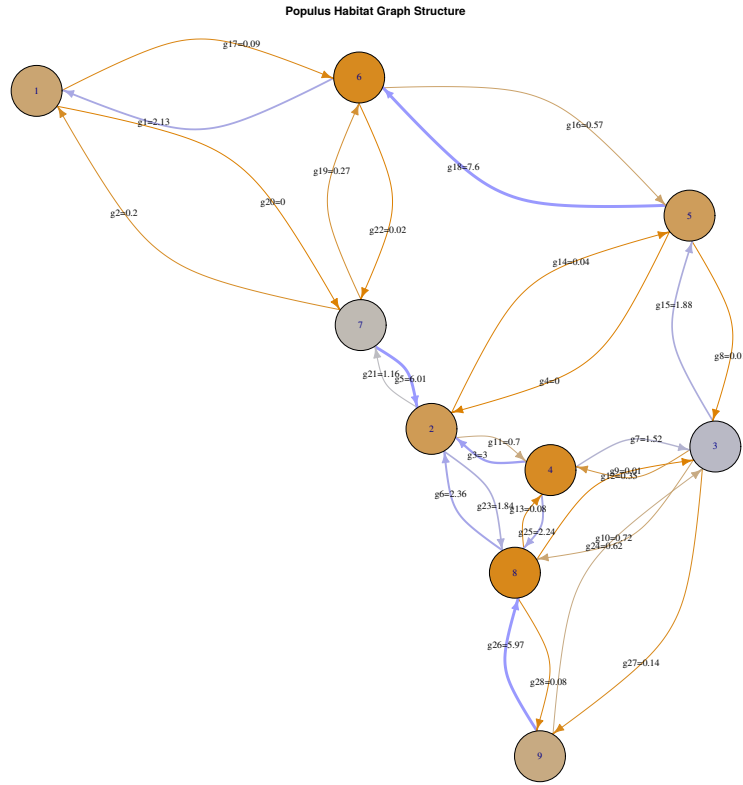 Populus Habitat Graph Structure
g17=0.09
6
1
g1=2.13
g16=0.57
g18=7.6
g19=0.27
g20=0
g2=0.2
5
g22=0.02
g14=0.04
g15=1.88
7
g8=0.0
g21=1.16
g5=6.01
g4=0
2
g11=0.7
g7=1.52
3
g3=3
4
g9=0.01
g12=0.35
g6=2.36
g23=1.84
g13=0.08
g25=2.24
g10=0.72
g24=0.62
8
g26=5.97
g27=0.14
g28=0.08
9